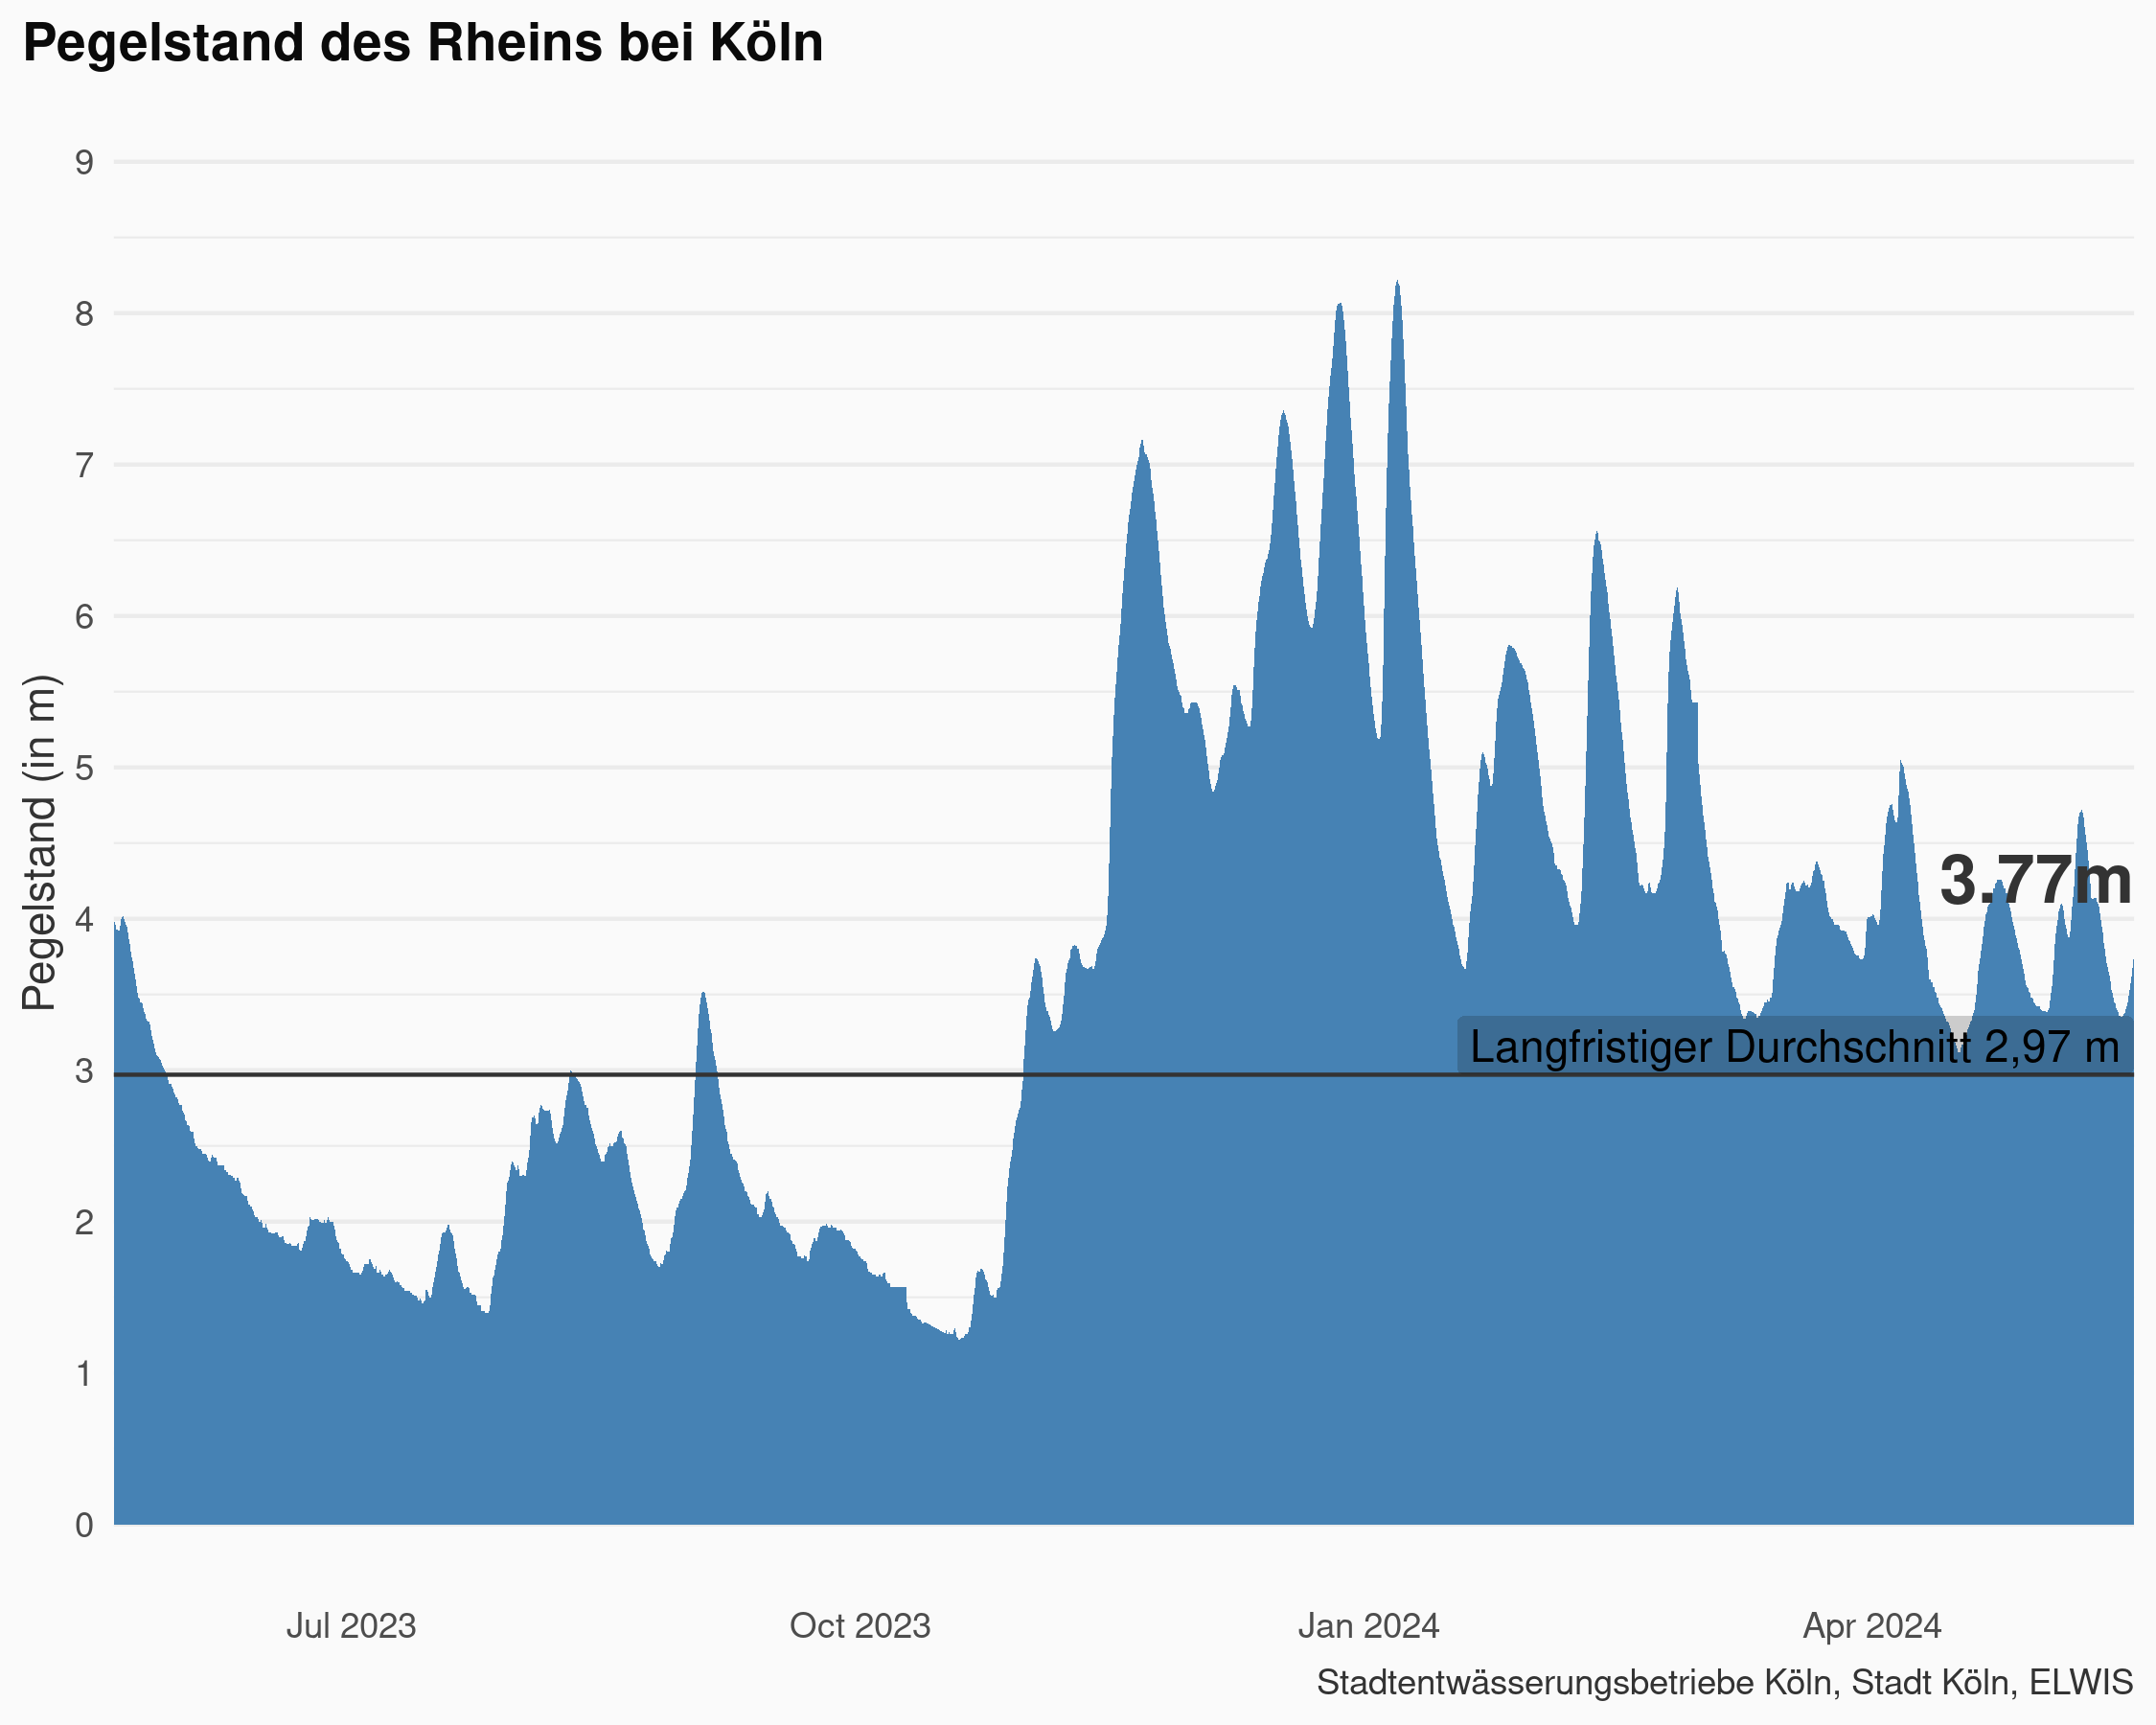 Pegelstand des Rheins bei Köln
Pegelstand (in m)
9
8
7
6
5
4
3
2
1
0
3.77m
Langfristiger Durchschnitt 2,97 m
Jul 2023
Oct 2023
Jan 2024
Apr 2024
Stadtentwässerungsbetriebe Köln, Stadt Köln, ELWIS